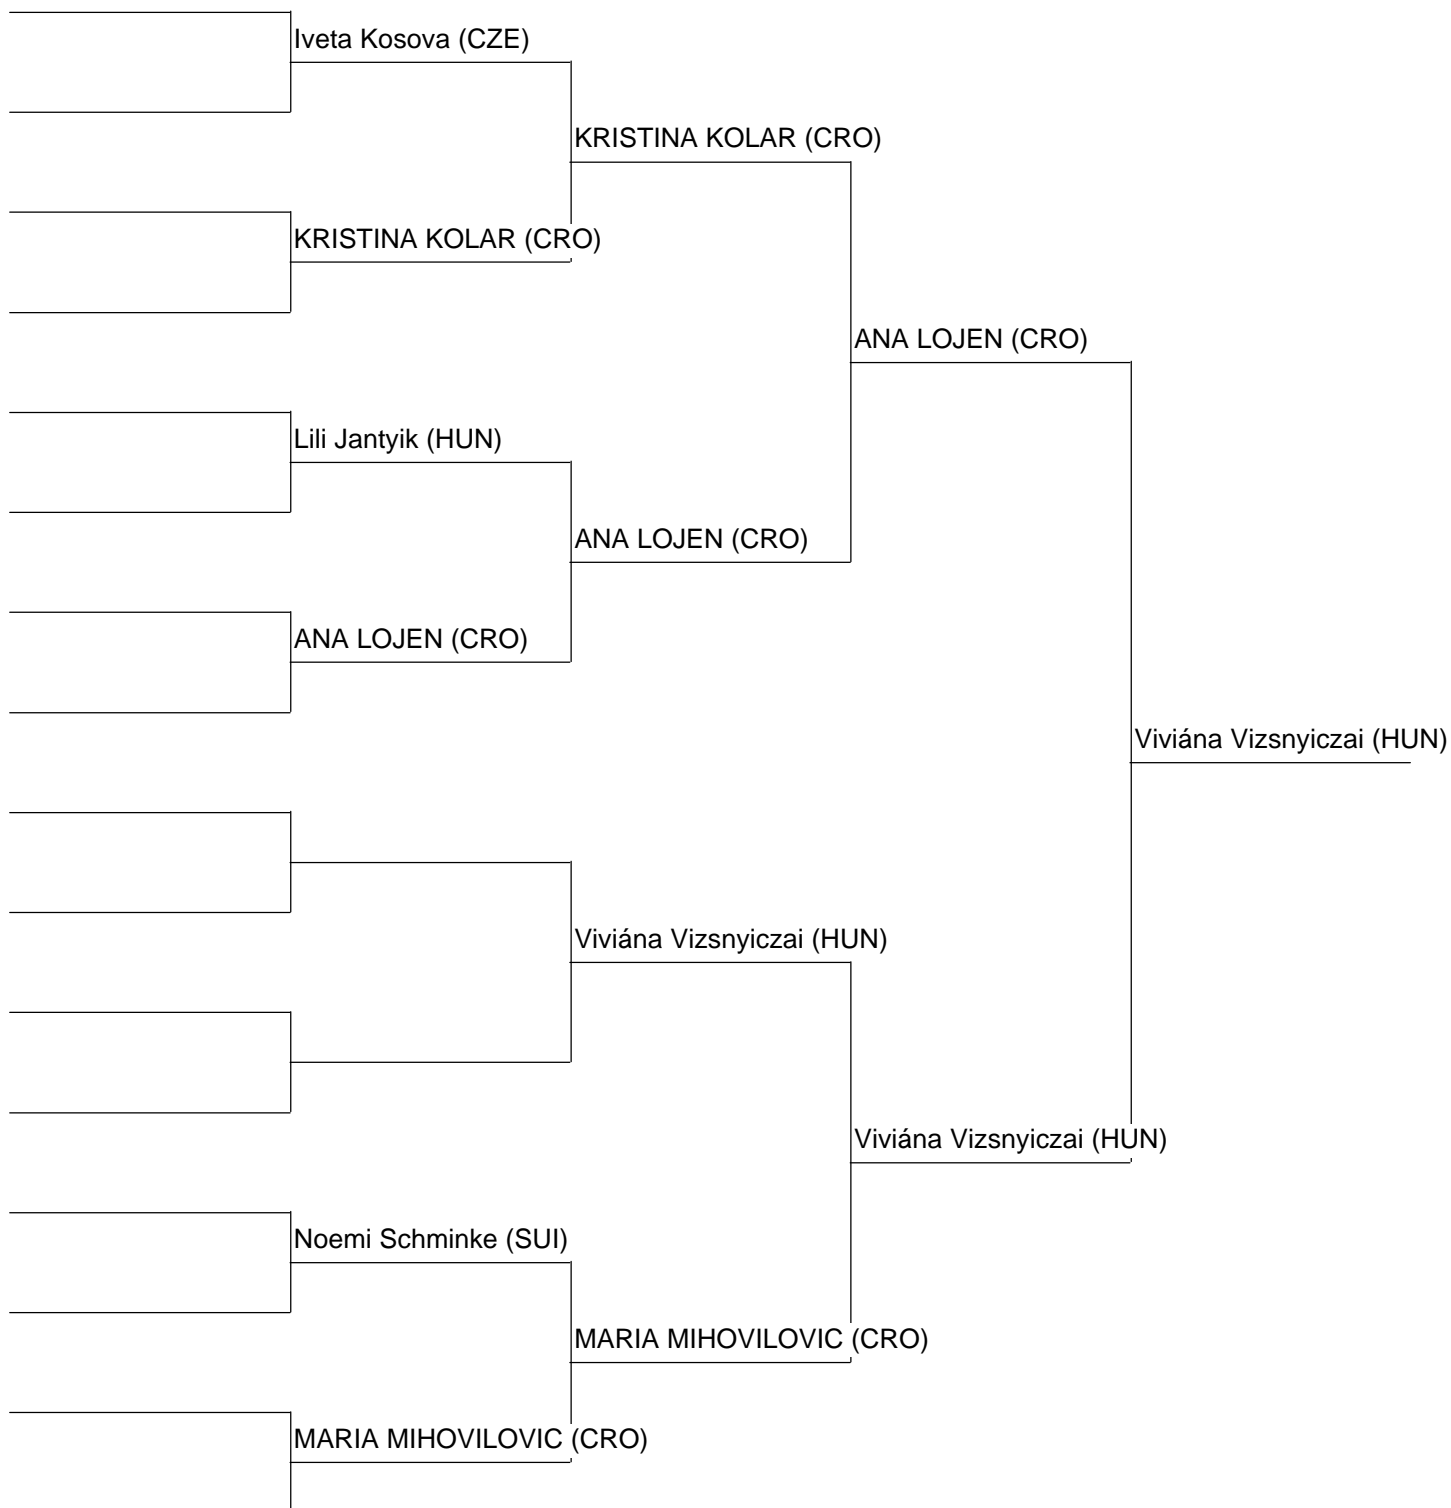 Iveta Kosova (CZE)
KRISTINA KOLAR (CRO)
KRISTINA KOLAR (CRO)
ANA LOJEN (CRO)
Lili Jantyik (HUN)
ANA LOJEN (CRO)
ANA LOJEN (CRO)
Viviána Vizsnyiczai (HUN)
Viviána Vizsnyiczai (HUN)
Viviána Vizsnyiczai (HUN)
Noemi Schminke (SUI)
MARIA MIHOVILOVIC (CRO)
MARIA MIHOVILOVIC (CRO)